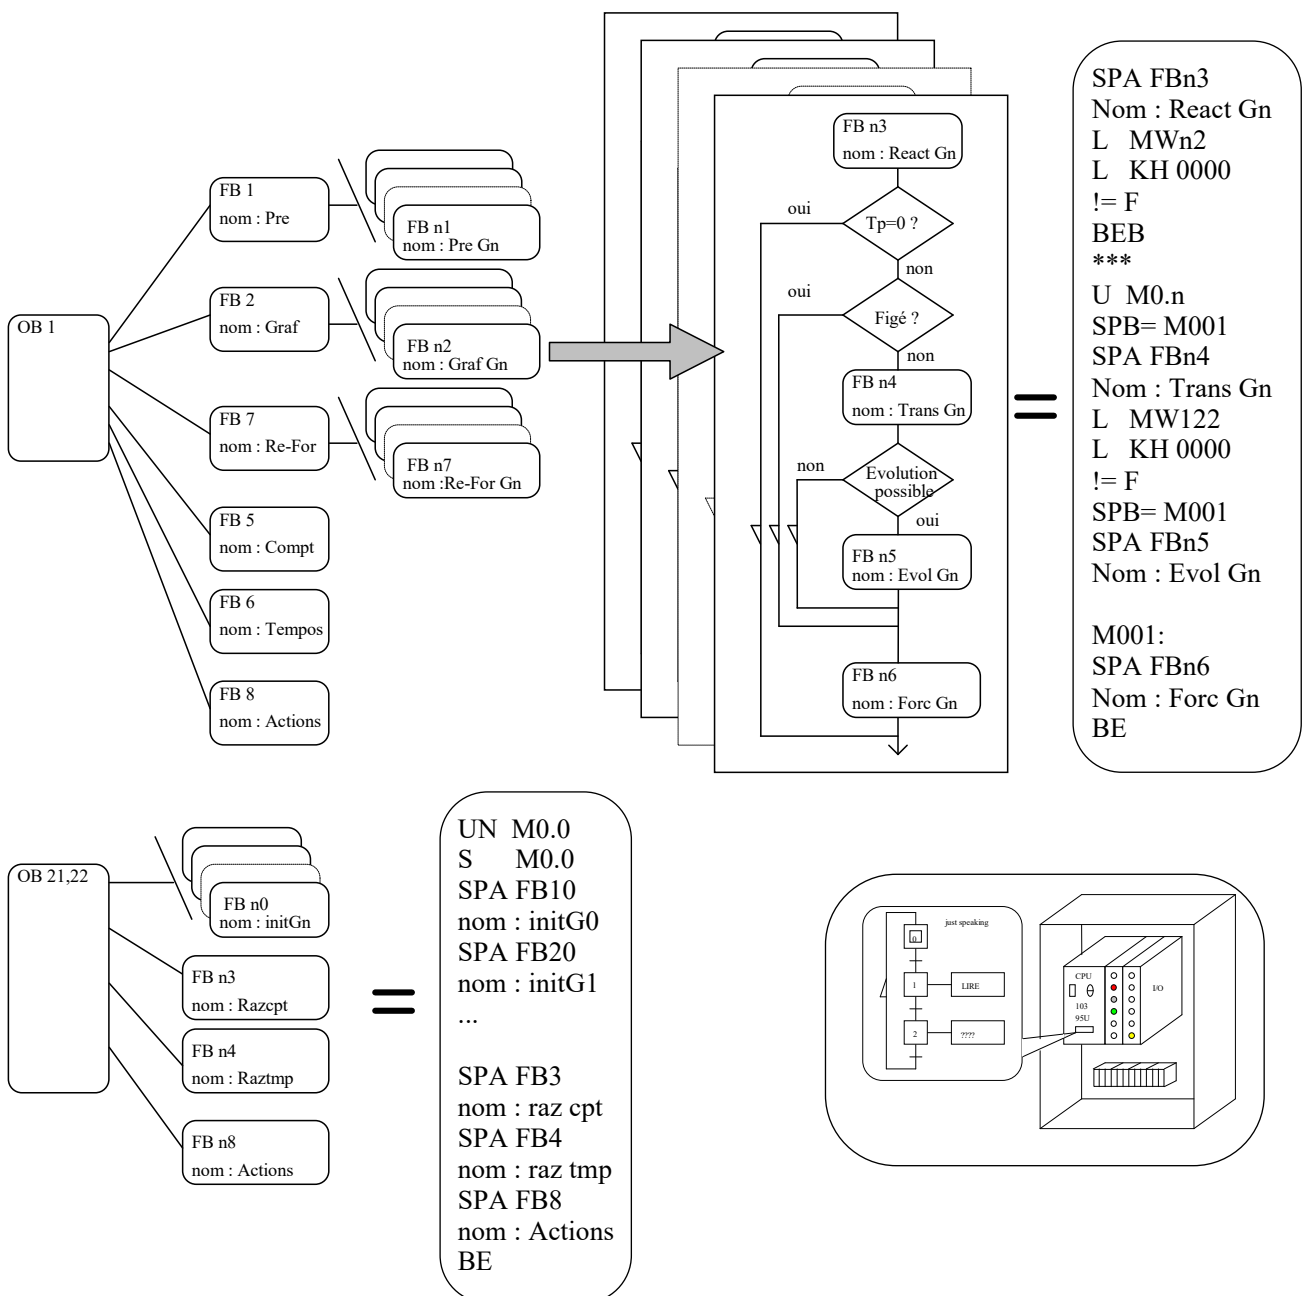 OB 1
FB 1
nom : Pre
FB n1
nom : Pre Gn
FB 2
nom : Graf
FB n2
nom : Graf Gn
FB 7
nom : Re-For
FB n7
nom :Re-For Gn
FB 5
nom : Compt
FB 6
nom : Tempos
FB 8
nom : Actions
FB n3
nom : React Gn
oui
Tp=0 ?
non
oui
Figé ?
non
FB n4
nom : Trans Gn
non
Evolution
possible
oui
FB n5
nom : Evol Gn
FB n6
nom : Forc Gn
=
SPA FBn3
Nom : React Gn
L MWn2
L KH 0000
!= F
BEB
***
U M0.n
SPB= M001
SPA FBn4
Nom : Trans Gn
L MW122
L KH 0000
!= F
SPB= M001
SPA FBn5
Nom : Evol Gn
M001:
SPA FBn6
Nom : Forc Gn
BE
OB 21,22
FB n0
nom : initGn
FB n3
nom : Razcpt
FB n4
nom : Raztmp
FB n8
nom : Actions
=
UN M0.0
S M0.0
SPA FB10
nom : initG0
SPA FB20
nom : initG1
...
SPA FB3
nom : raz cpt
SPA FB4
nom : raz tmp
SPA FB8
nom : Actions
BE
just speaking
0
1
LIRE
2
????
CPU
103
95U
I/O